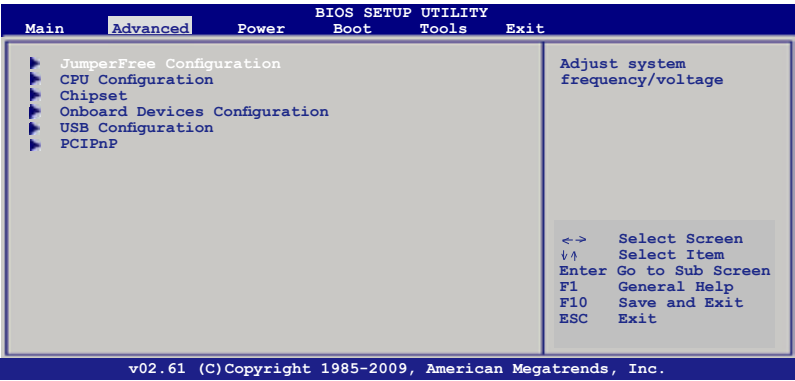 BIOS SETUP UTILITY
Main Advanced Power Boot Tools Exit
JumperFree Configuration
CPU Configuration
Chipset
Onboard Devices Configuration
USB Configuration
PCIPnP
Adjust system
frequency/voltage
<-> Select Screen
↓↑ Select Item
Enter Go to Sub Screen
F1 General Help
F10 Save and Exit
ESC Exit
v02.61 (C)Copyright 1985-2009, American Megatrends, Inc.